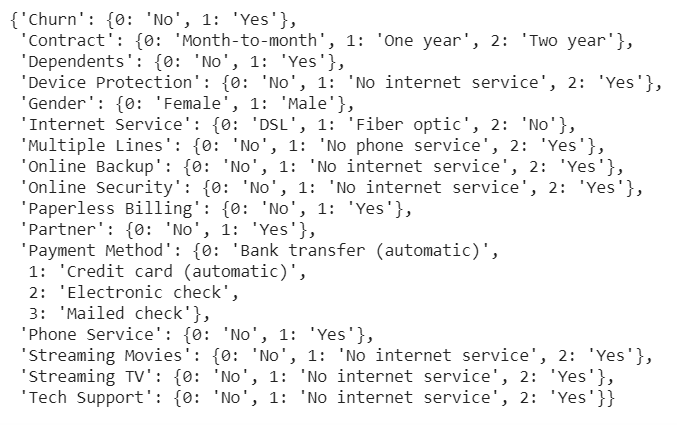 {'Churn': {0: 'No', 1: 'Yes'},
 'Contract': {0: 'Month-to-month', 1: 'One year', 2: 'Two year'},
 'Dependents': {0: 'No', 1: 'Yes'},
 'Device Protection': {0: 'No', 1: 'No internet service', 2: 'Yes'},
 'Gender': {0: 'Female', 1: 'Male'},
 'Internet Service': {0: 'DSL', 1: 'Fiber optic', 2: 'No'},
 'Multiple Lines': {0: 'No', 1: 'No phone service', 2: 'Yes'},
 'Online Backup': {0: 'No', 1: 'No internet service', 2: 'Yes'},
 'Online Security': {0: 'No', 1: 'No internet service', 2: 'Yes'},
 'Paperless Billing': {0: 'No', 1: 'Yes'},
 'Partner': {0: 'No', 1: 'Yes'},
 'Payment Method': {0: 'Bank transfer (automatic)',
  1: 'Credit card (automatic)',
  2: 'Electronic check',
  3: 'Mailed check'},
 'Phone Service': {0: 'No', 1: 'Yes'},
 'Streaming Movies': {0: 'No', 1: 'No internet service', 2: 'Yes'},
 'Streaming TV': {0: 'No', 1: 'No internet service', 2: 'Yes'},
 'Tech Support': {0: 'No', 1: 'No internet service', 2: 'Yes'}}